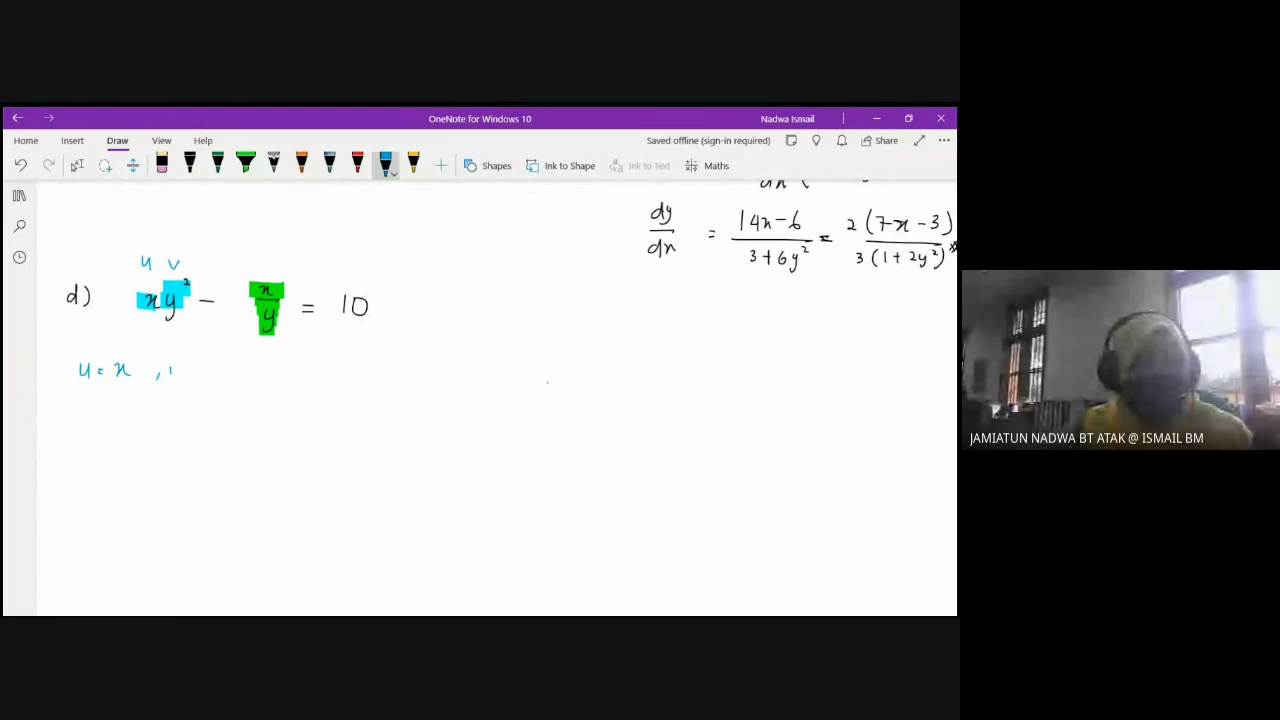 OneNote for Windows 10
Nadwa Ismail
Home Insert Draw View Help
Saved offline (sign-in required)
Share
Shapes Ink to Shape Ink to Text Maths
dy/dx = 14x-6 / 3+6y² = 2(7x-3) / 3(1+2y²)
u v
d) xy² - x/y = 10
u = x ,
JAMIATUN NADWA BT ATAK @ ISMAIL BM